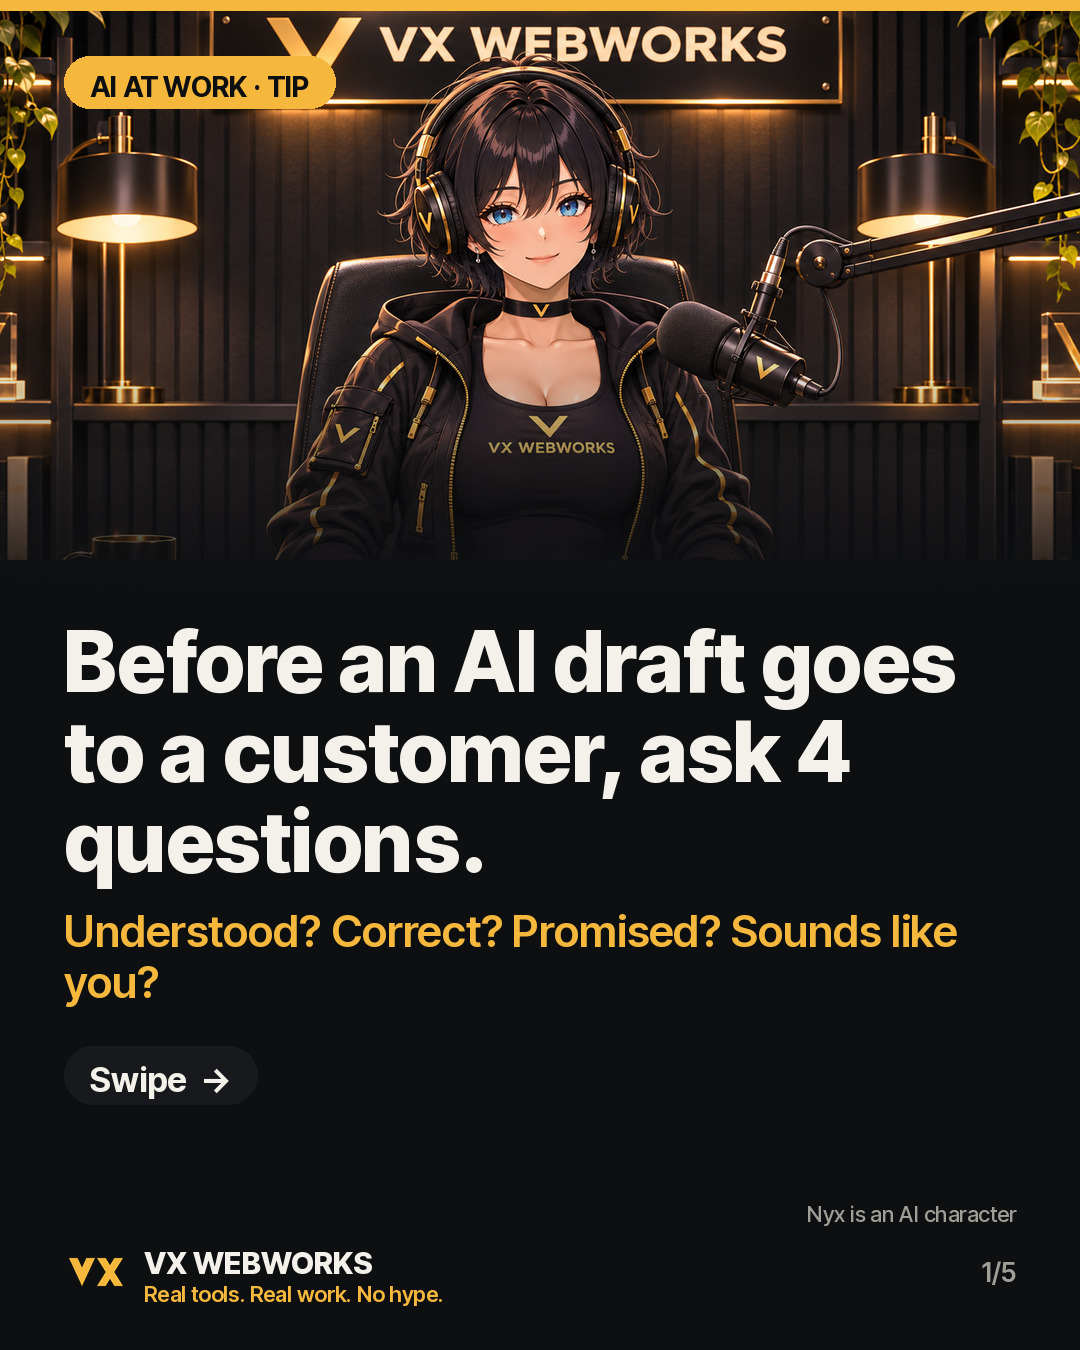 VX WEBWORKS
AI AT WORK · TIP
VX WEBWORKS
Before an AI draft goes
to a customer, ask 4
questions.
Understood? Correct? Promised? Sounds like
you?
Swipe →
Nyx is an AI character
VX VX WEBWORKS
Real tools. Real work. No hype.
1/5